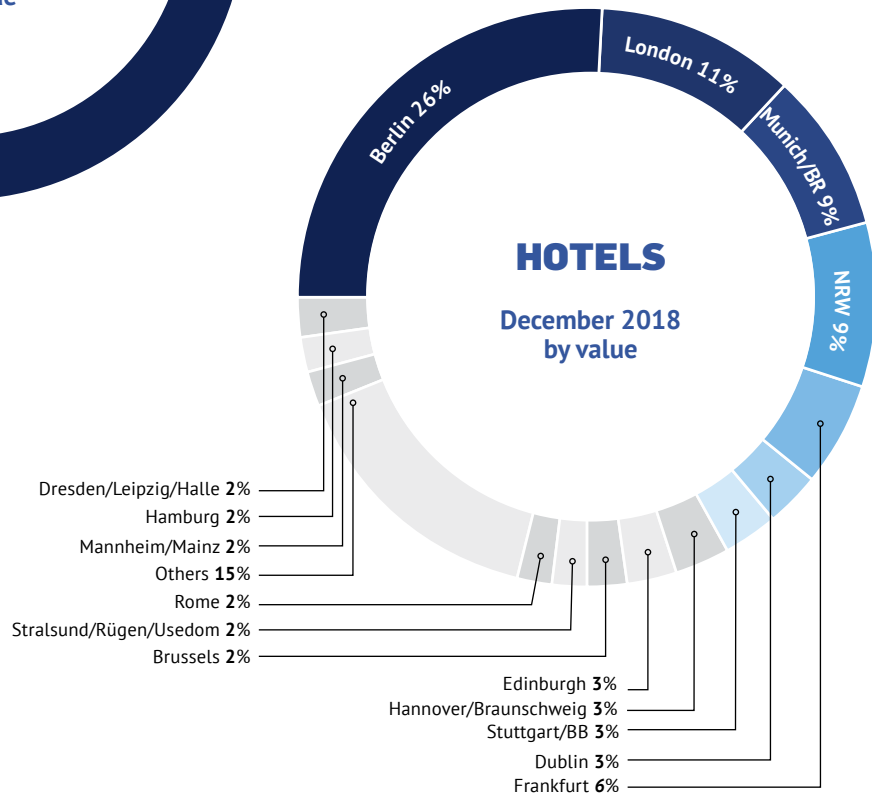 Berlin 26%
London 11%
Munich/BR 9%
NRW 9%
HOTELS
December 2018
by value
Dresden/Leipzig/Halle 2%
Hamburg 2%
Mannheim/Mainz 2%
Others 15%
Rome 2%
Stralsund/Rügen/Usedom 2%
Brussels 2%
Edinburgh 3%
Hannover/Braunschweig 3%
Stuttgart/BB 3%
Dublin 3%
Frankfurt 6%